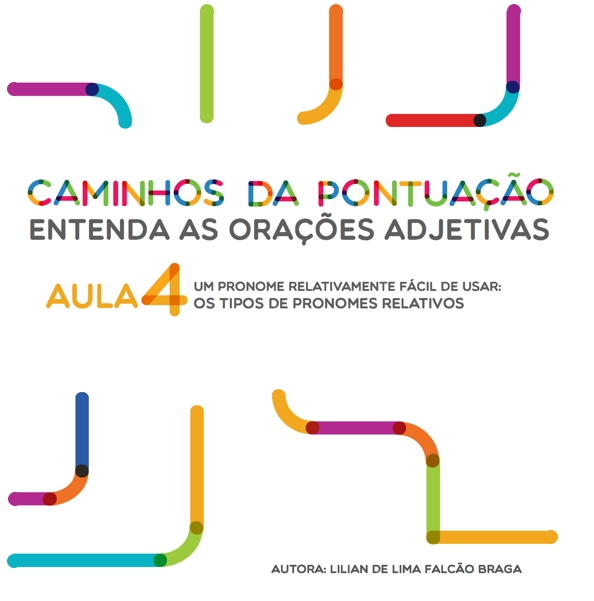 CAMINHOS DA PONTUAÇÃO
ENTENDA AS ORAÇÕES ADJETIVAS
AULA 4
UM PRONOME RELATIVAMENTE FÁCIL DE USAR:
OS TIPOS DE PRONOMES RELATIVOS
AUTORA: LILIAN DE LIMA FALCÃO BRAGA